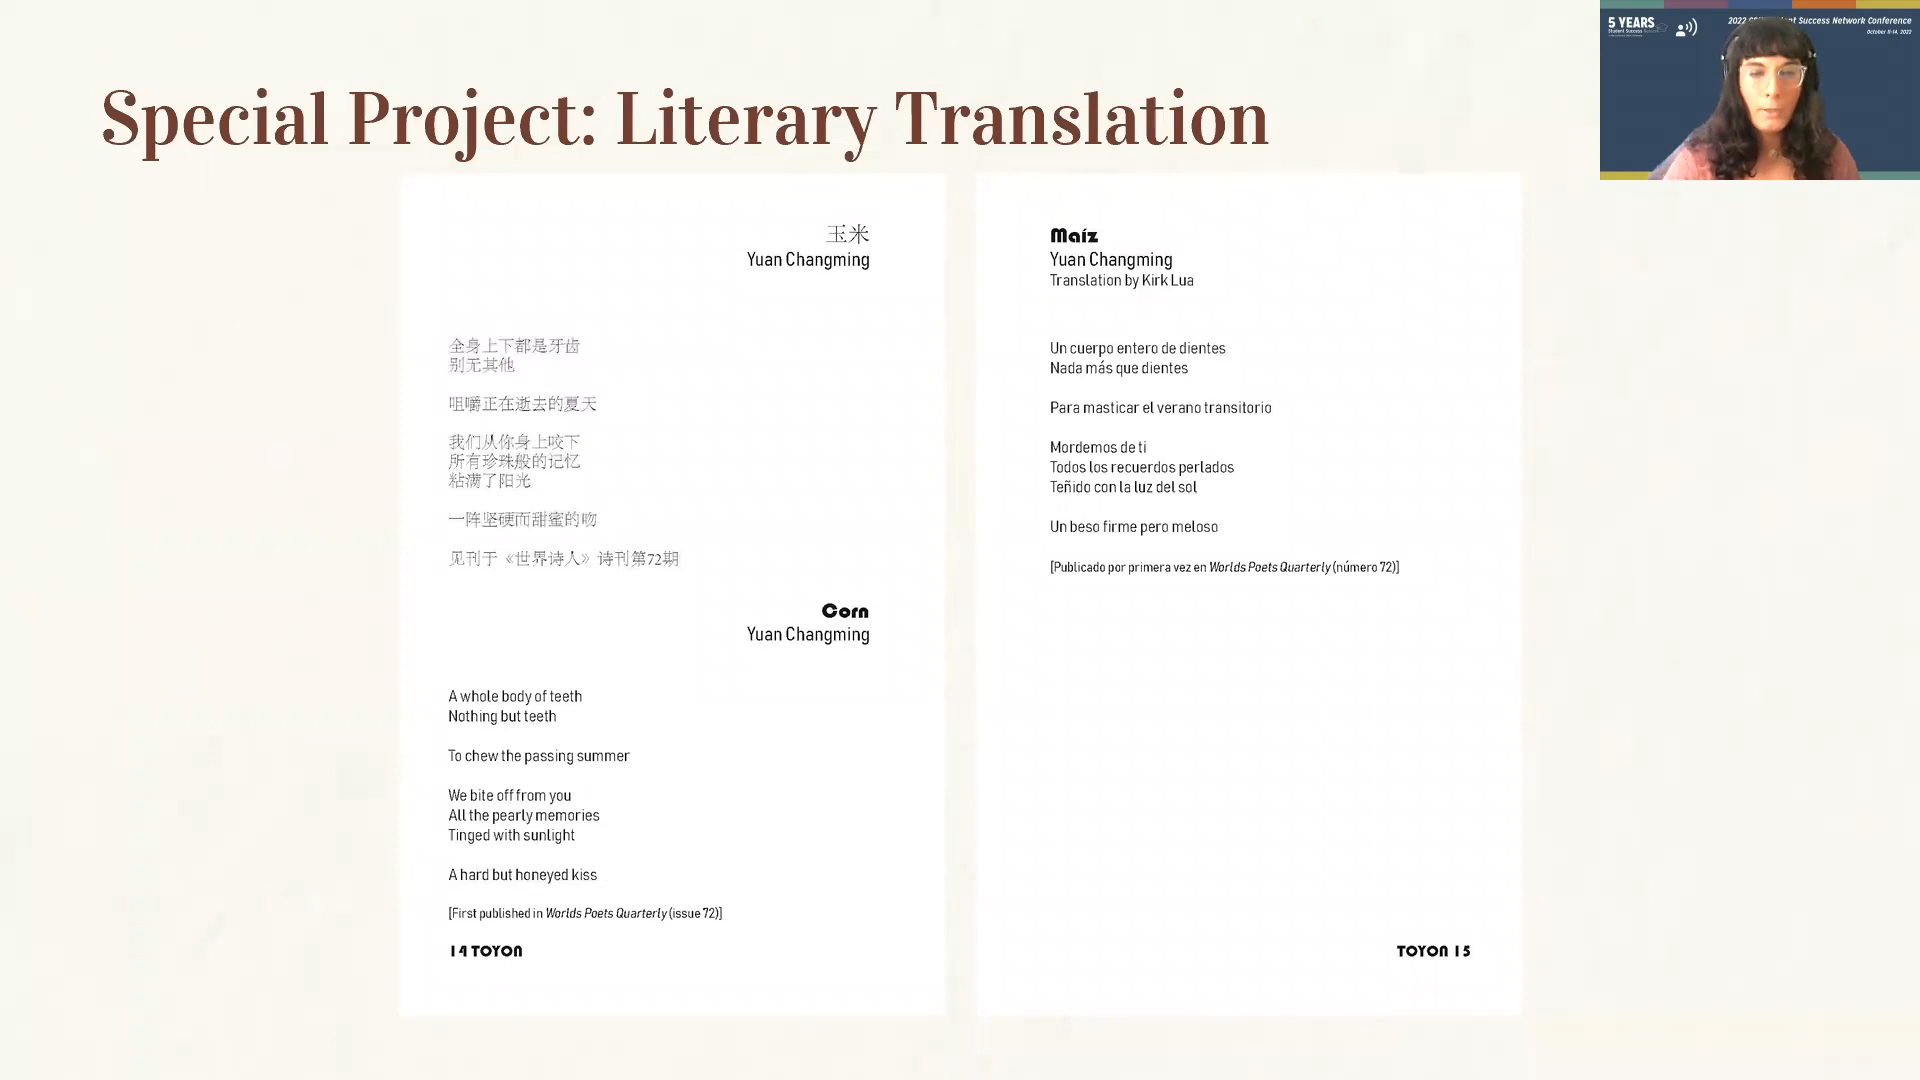 Special Project: Literary Translation
玉米
Yuan Changming
全身上下都是牙齿
别无其他
咀嚼正在逝去的夏天
我们从你身上咬下
所有珍珠般的记忆
粘满了阳光
一阵坚硬而甜蜜的吻
见刊于《世界诗人》诗刊第72期
Corn
Yuan Changming
A whole body of teeth
Nothing but teeth
To chew the passing summer
We bite off from you
All the pearly memories
Tinged with sunlight
A hard but honeyed kiss
[First published in Worlds Poets Quarterly (issue 72)]
14 TOYON
Maíz
Yuan Changming
Translation by Kirk Lua
Un cuerpo entero de dientes
Nada más que dientes
Para masticar el verano transitorio
Mordemos de ti
Todos los recuerdos perlados
Teñido con la luz del sol
Un beso firme pero meloso
[Publicado por primera vez en Worlds Poets Quarterly (número 72)]
TOYON 15
5 YEARS
Student Success
2022 Success Network Conference
October 11-14, 2022